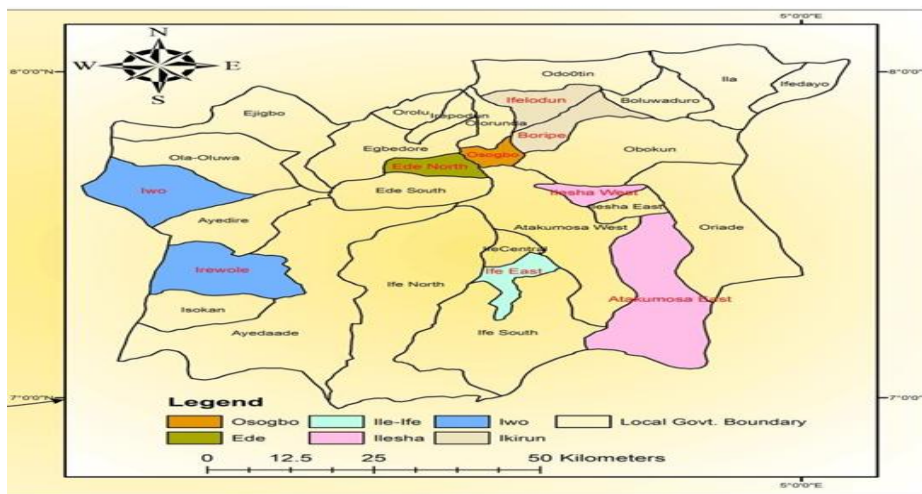 5°0'0"E
N
W E
S
8°0'0"N
8°0'0"N
Odo0tin
Ila
Ifedayo
Ifelodun
Boluwaduro
Ejigbo
Orolu
Irepodun
Olorunda
Boripe
Egbedore
Osogbo
Obokun
Ola-Oluwa
Ede North
Iwo
Ede South
Ilesha West
Ilesha East
Ayedire
Atakumosa West
Oriade
Ife Central
Irewole
Ife East
Ife North
Atakumosa East
Isokan
Ayedaade
Ife South
7°0'0"N
7°0'0"N
Legend
Osogbo Ile-Ife Iwo Local Govt. Boundary
Ede Ilesha Ikirun
0 12.5 25 50 Kilometers
5°0'0"E